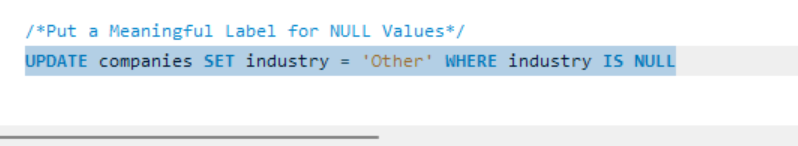 /*Put a Meaningful Label for NULL Values*/
UPDATE companies SET industry = 'Other' WHERE industry IS NULL